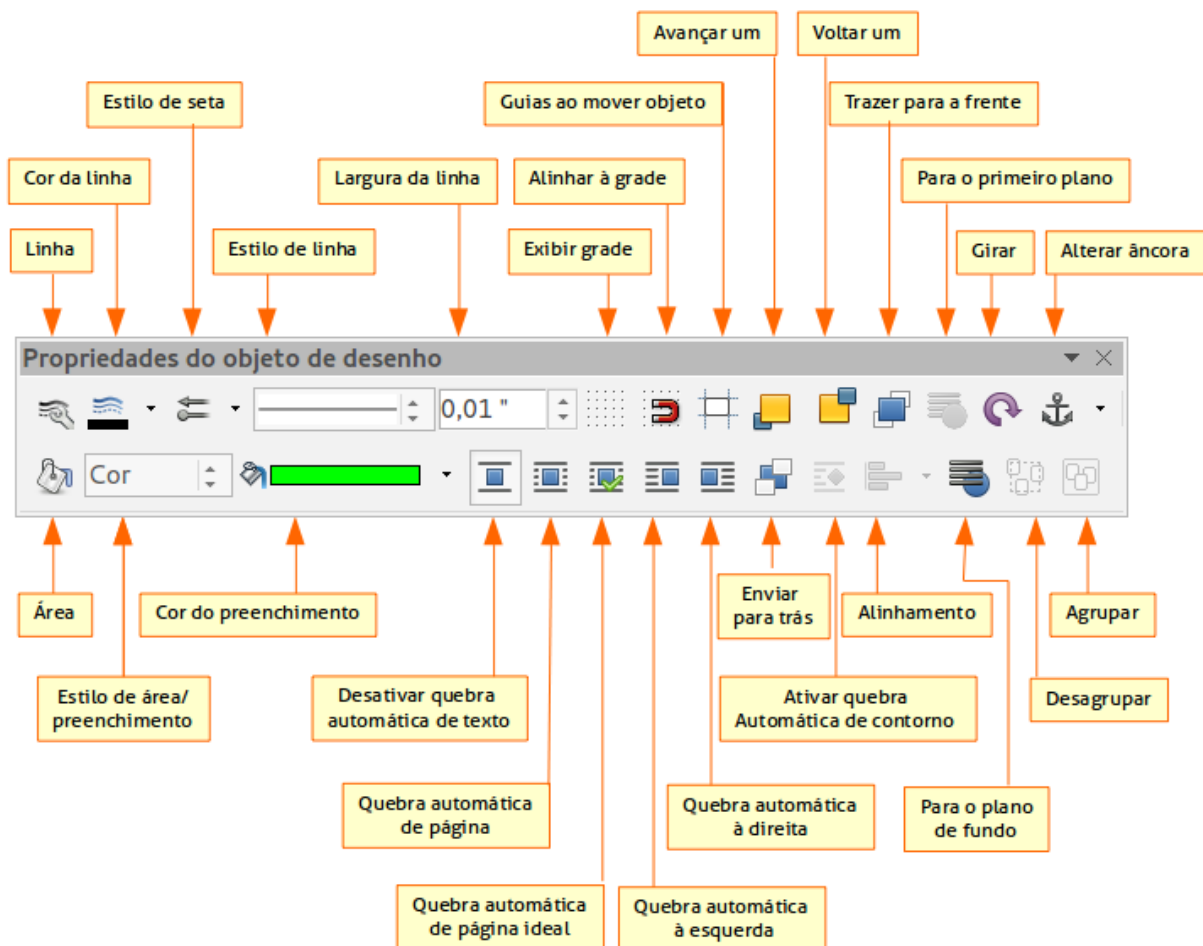 Avançar um
Voltar um
Estilo de seta
Guias ao mover objeto
Trazer para a frente
Cor da linha
Largura da linha
Alinhar à grade
Para o primeiro plano
Linha
Estilo de linha
Exibir grade
Girar
Alterar âncora
Propriedades do objeto de desenho
0,01 "
Cor
Área
Cor do preenchimento
Enviar
para trás
Alinhamento
Agrupar
Estilo de área/
preenchimento
Desativar quebra
automática de texto
Ativar quebra
Automática de contorno
Desagrupar
Quebra automática
de página
Quebra automática
à direita
Para o plano
de fundo
Quebra automática
de página ideal
Quebra automática
à esquerda